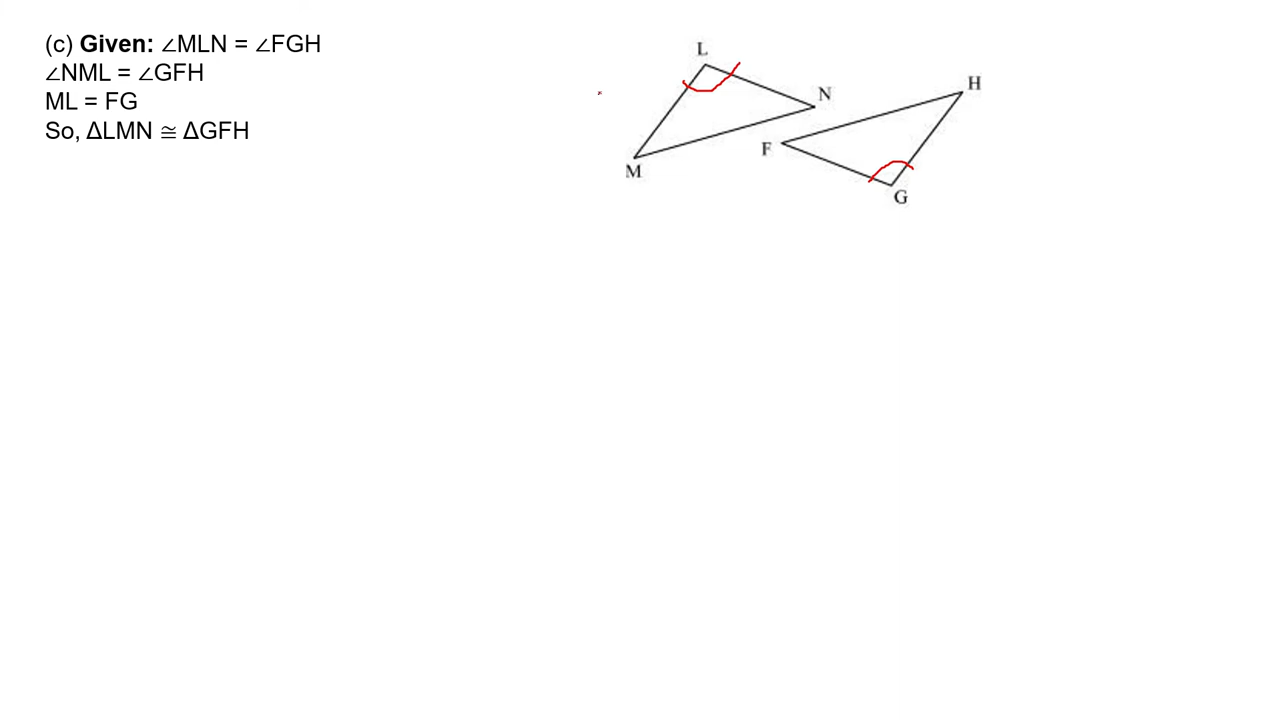 (c) Given: ∠MLN = ∠FGH
∠NML = ∠GFH
ML = FG
So, ΔLMN ≅ ΔGFH
L
N
M
H
F
G